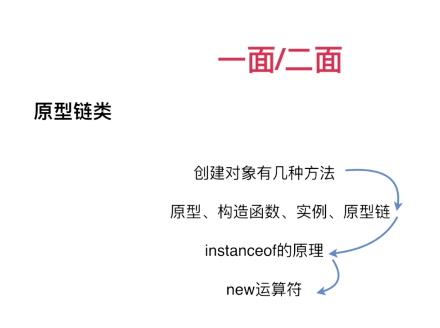 一面/二面
原型链类
创建对象有几种方法
原型、构造函数、实例、原型链
instanceof的原理
new运算符